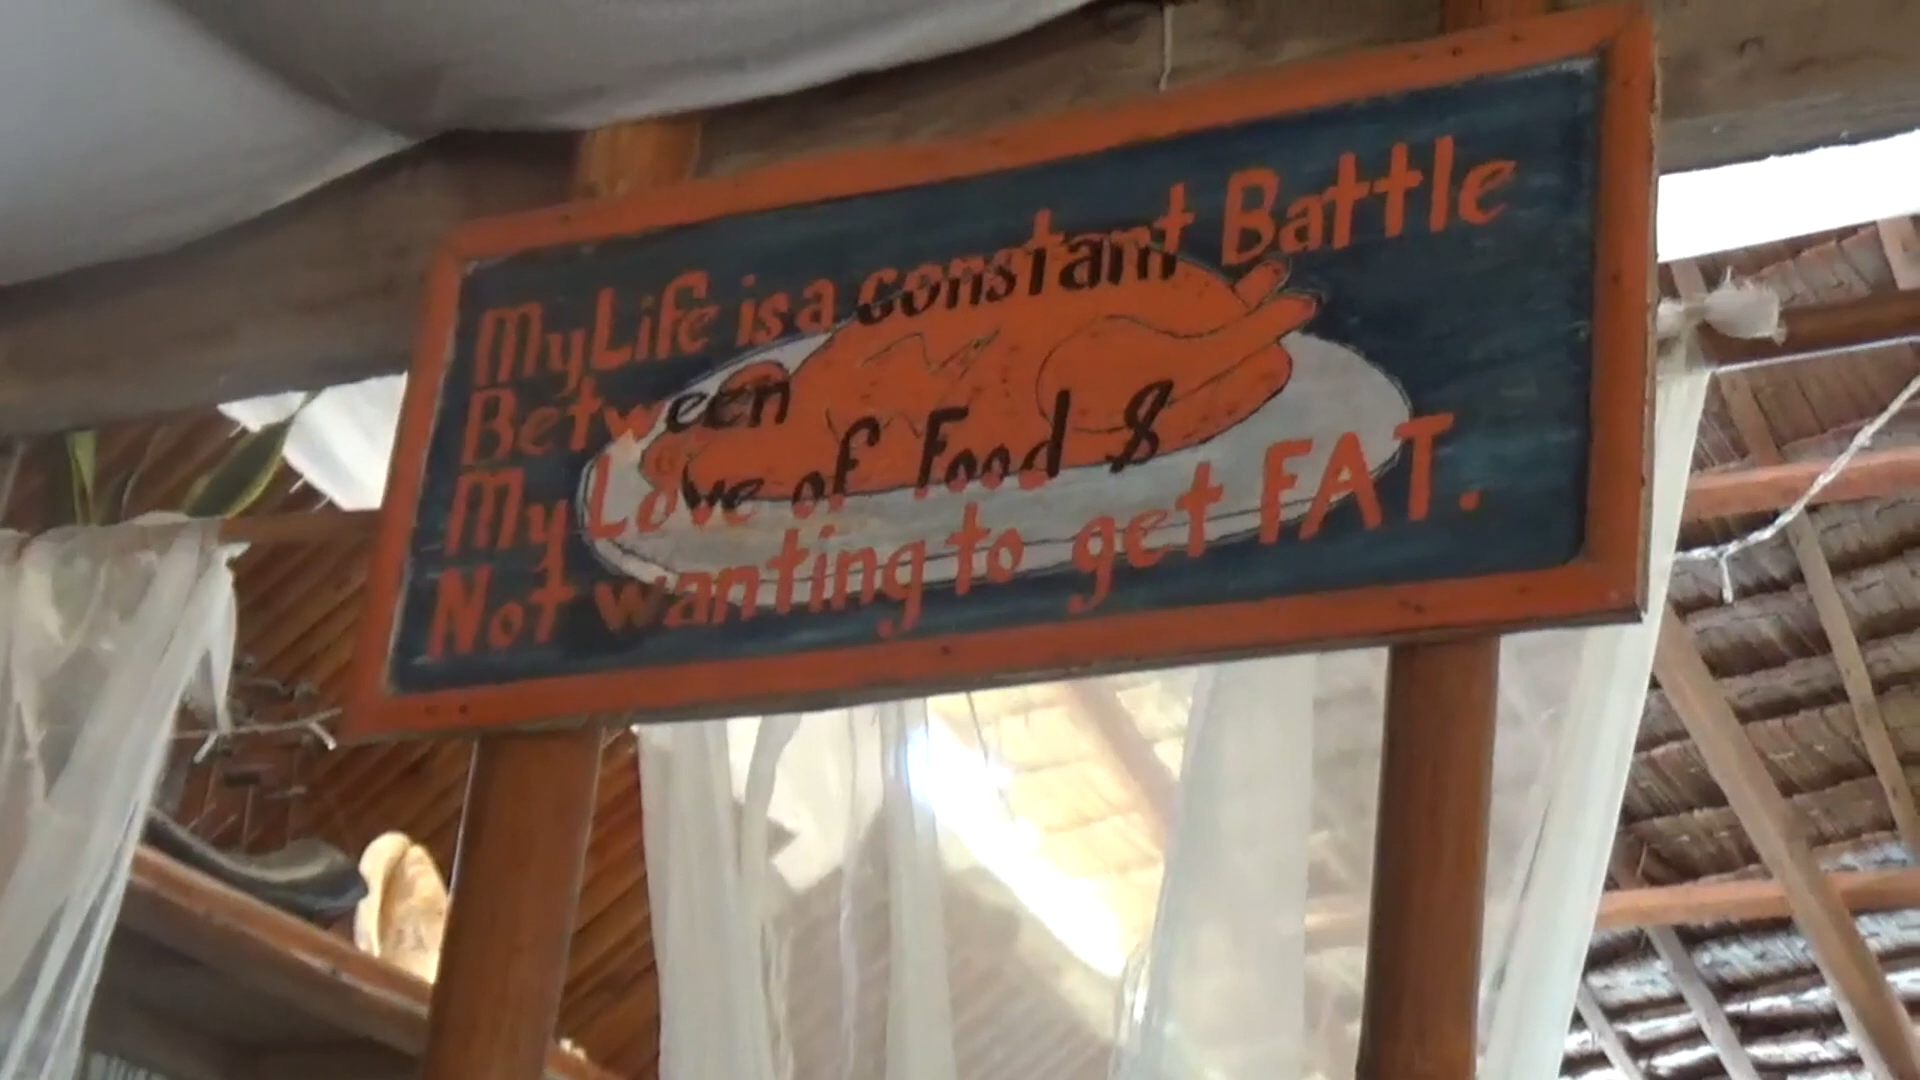 My Life is a constant Battle
Between
My Love of Food &
Not wanting to get FAT.